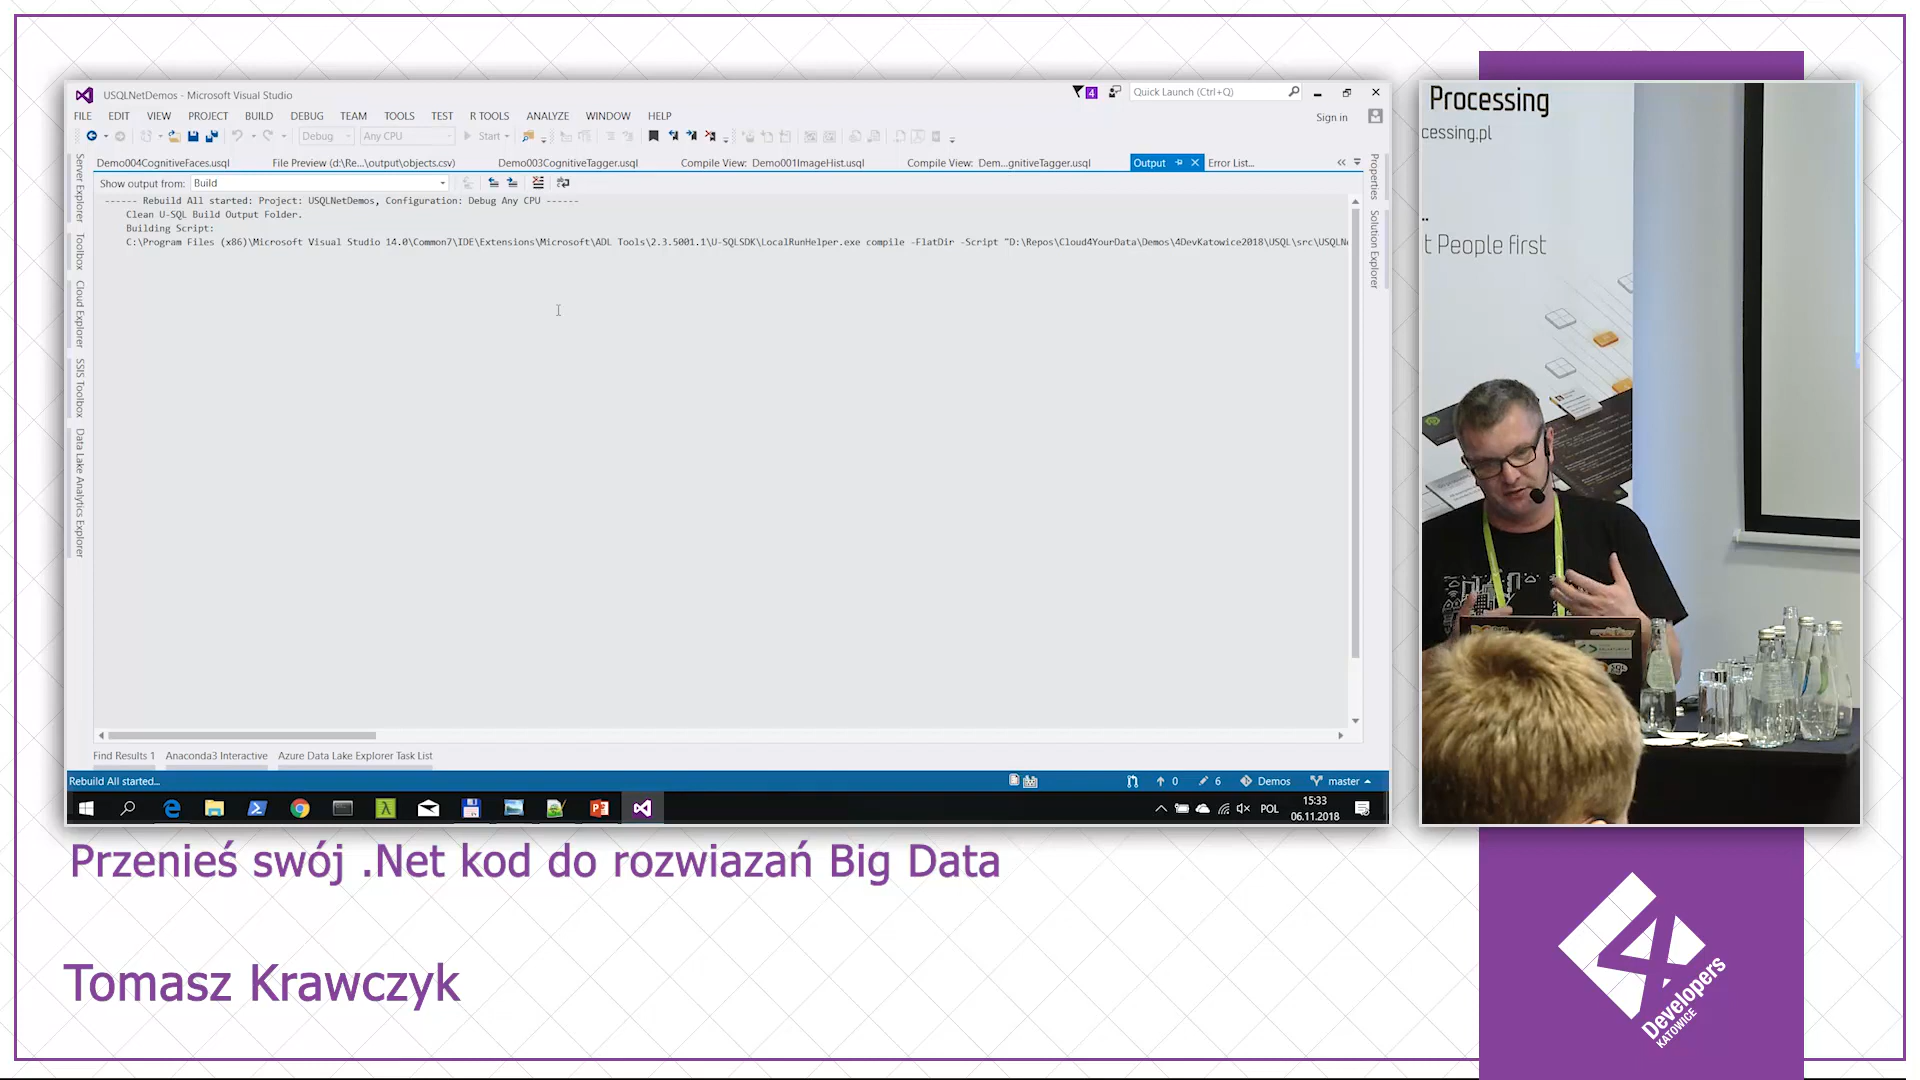 USQLNetDemos - Microsoft Visual Studio
4
Quick Launch (Ctrl+Q)
FILE EDIT VIEW PROJECT BUILD DEBUG TEAM TOOLS TEST R TOOLS ANALYZE WINDOW HELP
Sign in
Debug Any CPU Start
Demo004CognitiveFaces.usql File Preview (d:\Re...\output\objects.csv) Demo003CognitiveTagger.usql Compile View: Demo001ImageHist.usql Compile View: Dem...gnitiveTagger.usql Output Error List...
Show output from: Build
------ Rebuild All started: Project: USQLNetDemos, Configuration: Debug Any CPU ------
Clean U-SQL Build Output Folder.
Building Script:
C:\Program Files (x86)\Microsoft Visual Studio 14.0\Common7\IDE\Extensions\Microsoft\ADL Tools\2.3.5001.1\U-SQLSDK\LocalRunHelper.exe compile -FlatDir -Script "D:\Repos\Cloud4YourData\Demos\4DevKatowice2018\USQL\src\USQLNe
Server Explorer
Toolbox
Cloud Explorer
SSIS Toolbox
Data Lake Analytics Explorer
Properties
Solution Explorer
Find Results 1 Anaconda3 Interactive Azure Data Lake Explorer Task List
Rebuild All started...
0 6 Demos master
POL
15:33
06.11.2018
Processing
cessing.pl
..
t People first
Przenieś swój .Net kod do rozwiazań Big Data
Tomasz Krawczyk
4
Developers
KATOWICE